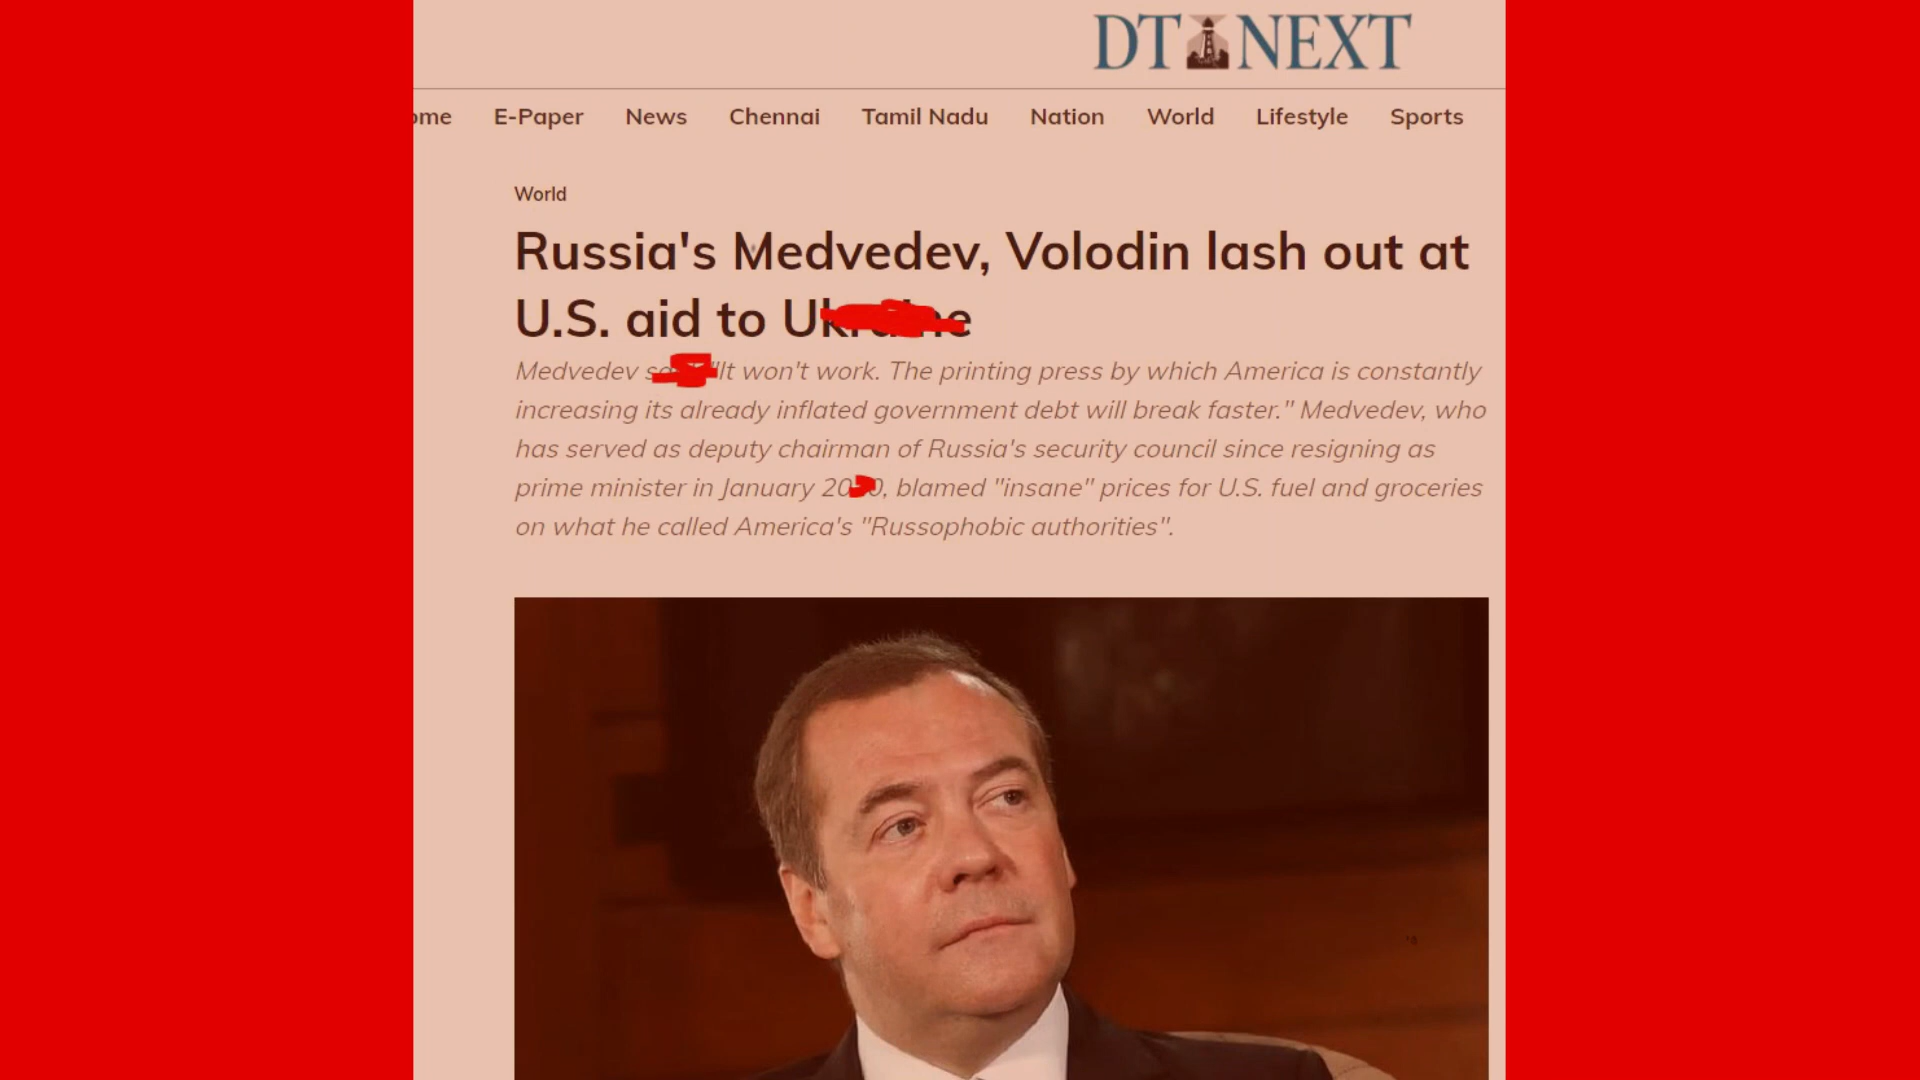 DT NEXT
ome E-Paper News Chennai Tamil Nadu Nation World Lifestyle Sports
World
Russia's Medvedev, Volodin lash out at
U.S. aid to
Medvedev "It won't work. The printing press by which America is constantly
increasing its already inflated government debt will break faster." Medvedev, who
has served as deputy chairman of Russia's security council since resigning as
prime minister in January , blamed "insane" prices for U.S. fuel and groceries
on what he called America's "Russophobic authorities".